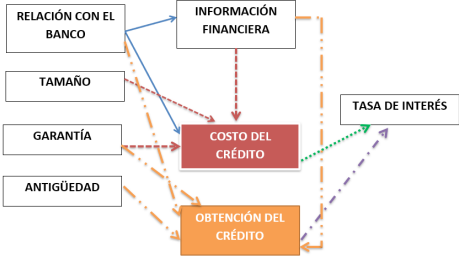 RELACIÓN CON EL
BANCO
INFORMACIÓN
FINANCIERA
TAMAÑO
TASA DE INTERÉS
GARANTÍA
COSTO DEL
CRÉDITO
ANTIGÜEDAD
OBTENCIÓN DEL
CRÉDITO